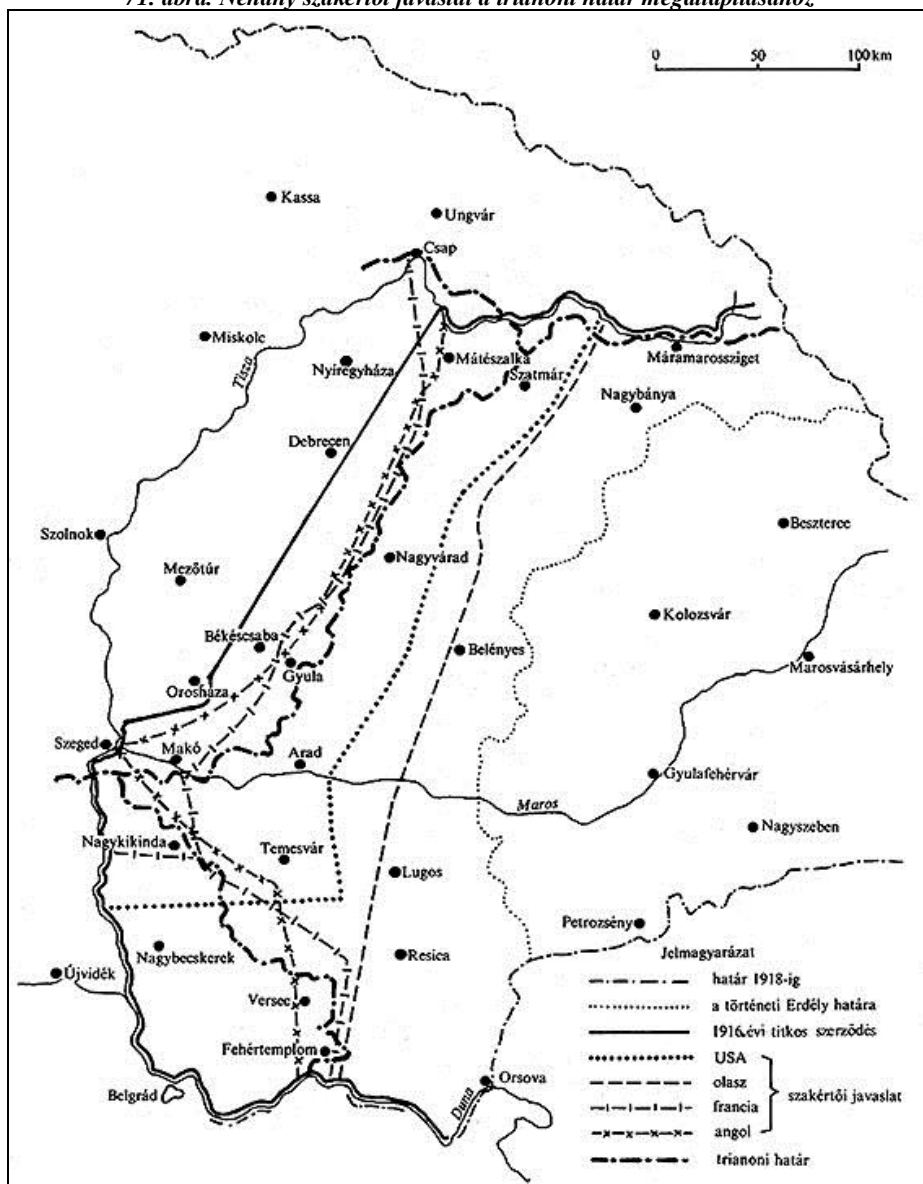 71. ábra. Néhány szakértői javaslat a trianoni határ megállapításához
0 50 100 km
Kassa
Ungvár
Csap
Miskolc
Tisza
Nyíregyháza
Mátészalka
Szatmár
Máramarossziget
Nagybánya
Debrecen
Szolnok
Beszterce
Nagyvárad
Mezőtúr
Kolozsvár
Békéscsaba
Belényes
Marosvásárhely
Gyula
Orosháza
Szeged
Makó
Arad
Gyulafehérvár
Maros
Nagyszeben
Nagykikinda
Temesvár
Lugos
Petrozsény
Nagybecskerek
Resica
Újvidék
Versec
Fehértemplom
Belgrád
Duna
Orsova
Jelmagyarázat
határ 1918-ig
a történeti Erdély határa
1916.évi titkos szerződés
USA
olasz
francia
angol
szakértői javaslat
trianoni határ